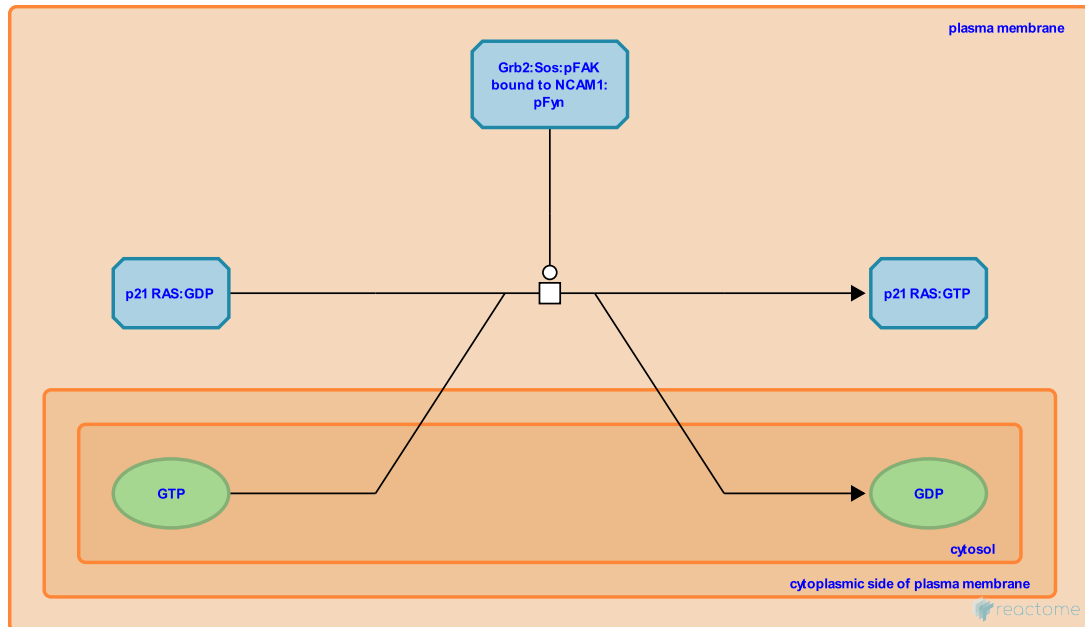 plasma membrane
Grb2:Sos:pFAK
bound to NCAM1:
pFyn
p21 RAS:GDP
p21 RAS:GTP
GTP
GDP
cytosol
cytoplasmic side of plasma membrane
reactome